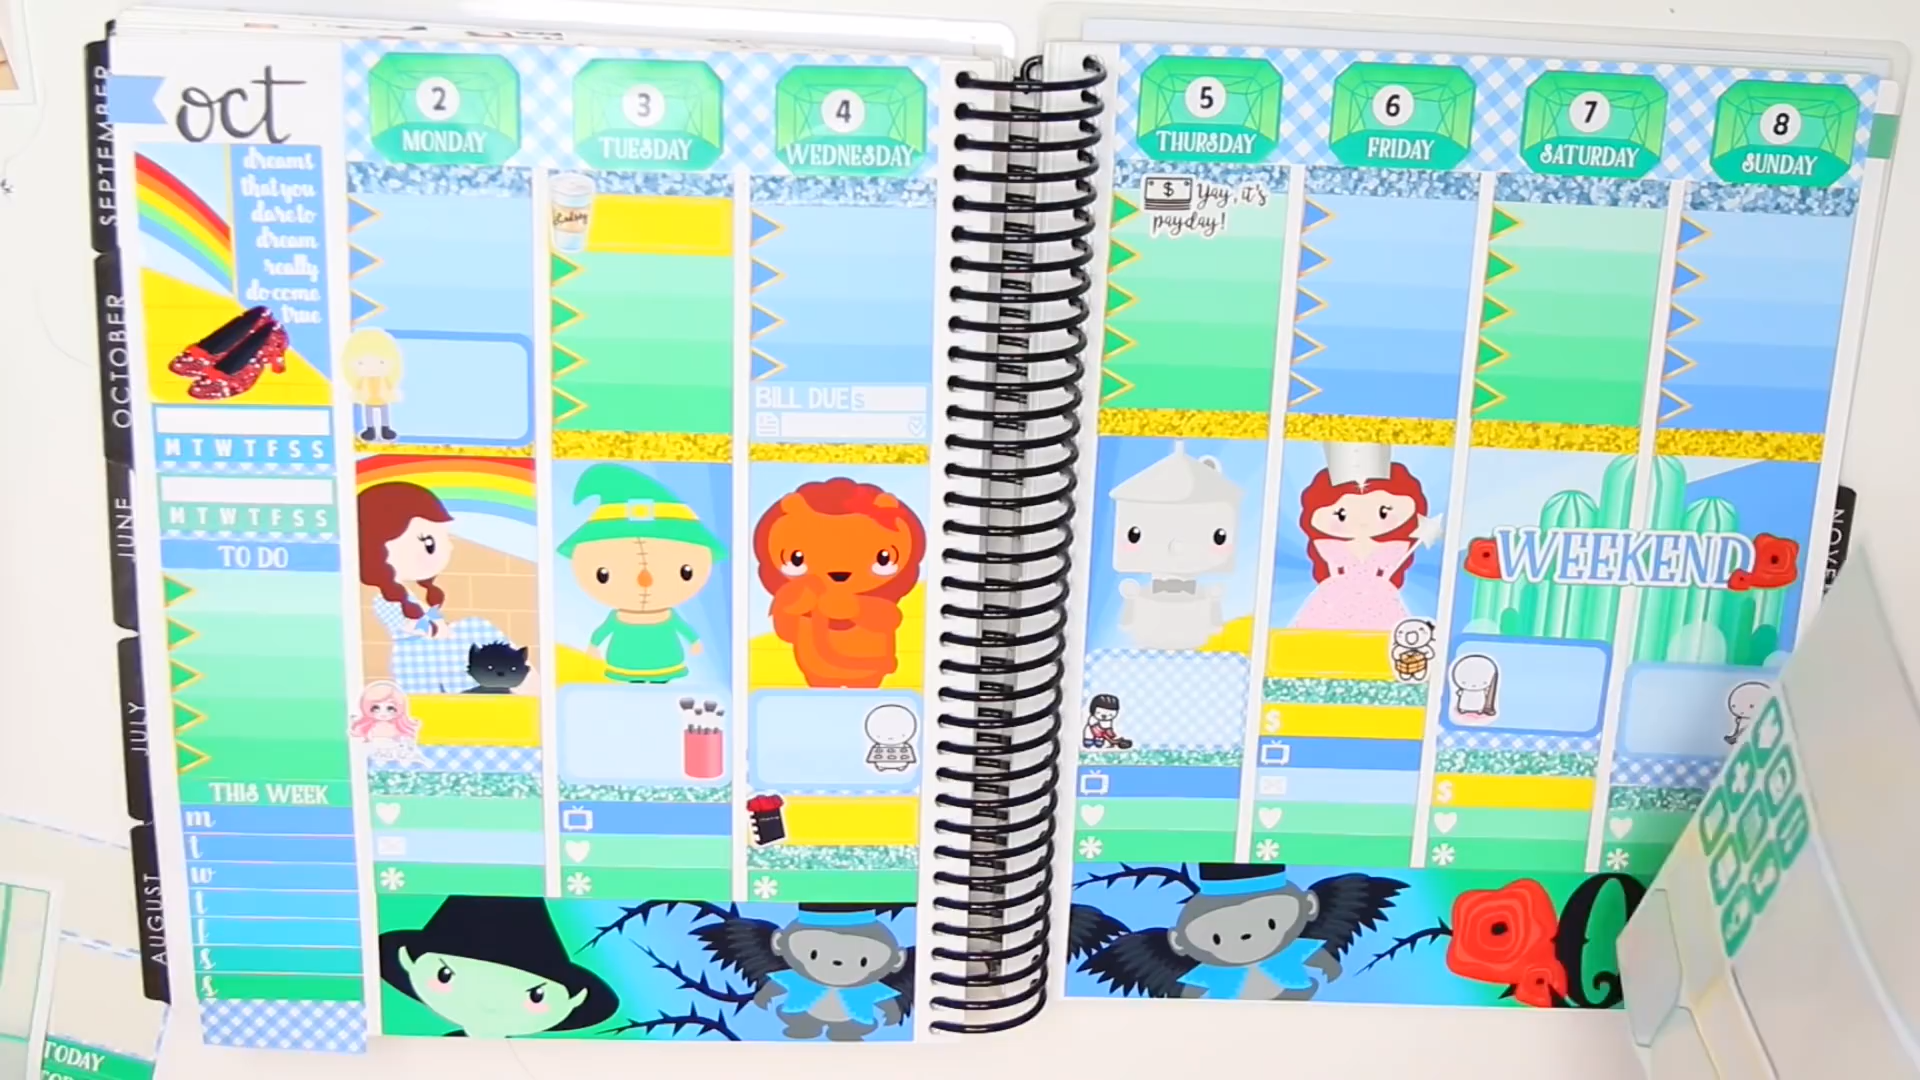 oct
dreams
that you
dare to
dream
really
do come
true
M T W T F S S
M T W T F S S
TO DO
THIS WEEK
m
t
w
t
f
s
s
2
MONDAY
3
TUESDAY
4
WEDNESDAY
BILL DUE
5
THURSDAY
$
Yay, it's
payday!
6
FRIDAY
$
7
SATURDAY
8
SUNDAY
WEEKEND
$
SEPTEMBER
OCTOBER
JUNE
JULY
AUGUST
NOVE
TODAY